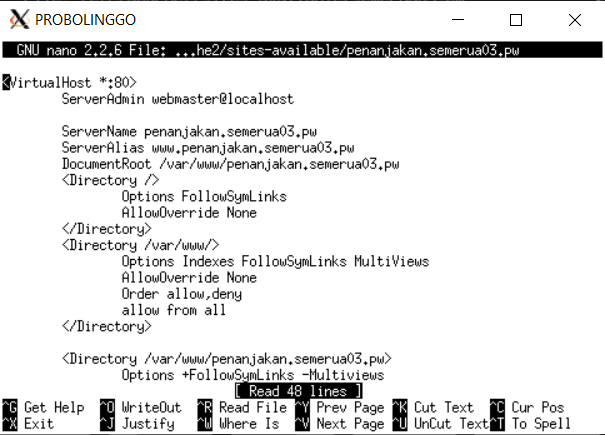 PROBOLINGGO
GNU nano 2.2.6 File: ...he2/sites-available/penanjakan.semerua03.pw
<VirtualHost *:80>
ServerAdmin webmaster@localhost
ServerName penanjakan.semerua03.pw
ServerAlias www.penanjakan.semerua03.pw
DocumentRoot /var/www/penanjakan.semerua03.pw
<Directory />
Options FollowSymLinks
AllowOverride None
</Directory>
<Directory /var/www/>
Options Indexes FollowSymLinks MultiViews
AllowOverride None
Order allow,deny
allow from all
</Directory>
<Directory /var/www/penanjakan.semerua03.pw>
Options +FollowSymLinks -Multiviews
[ Read 48 lines ]
^G Get Help ^O WriteOut ^R Read File ^Y Prev Page ^K Cut Text ^C Cur Pos
^X Exit ^J Justify ^W Where Is ^V Next Page ^U UnCut Text ^T To Spell